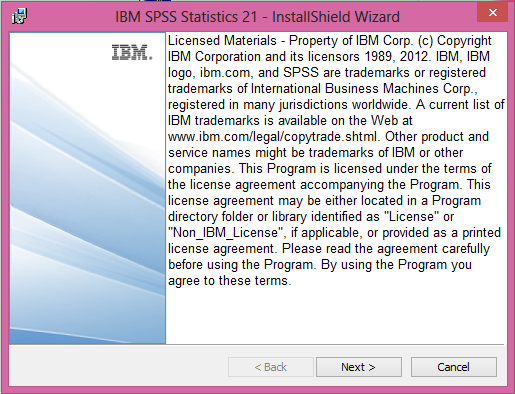 IBM SPSS Statistics 21 - InstallShield Wizard
IBM.
Licensed Materials - Property of IBM Corp. (c) Copyright
IBM Corporation and its licensors 1989, 2012. IBM, IBM
logo, ibm.com, and SPSS are trademarks or registered
trademarks of International Business Machines Corp.,
registered in many jurisdictions worldwide. A current list of
IBM trademarks is available on the Web at
www.ibm.com/legal/copytrade.shtml. Other product and
service names might be trademarks of IBM or other
companies. This Program is licensed under the terms of
the license agreement accompanying the Program. This
license agreement may be either located in a Program
directory folder or library identified as "License" or
"Non_IBM_License", if applicable, or provided as a printed
license agreement. Please read the agreement carefully
before using the Program. By using the Program you
agree to these terms.
< Back Next > Cancel